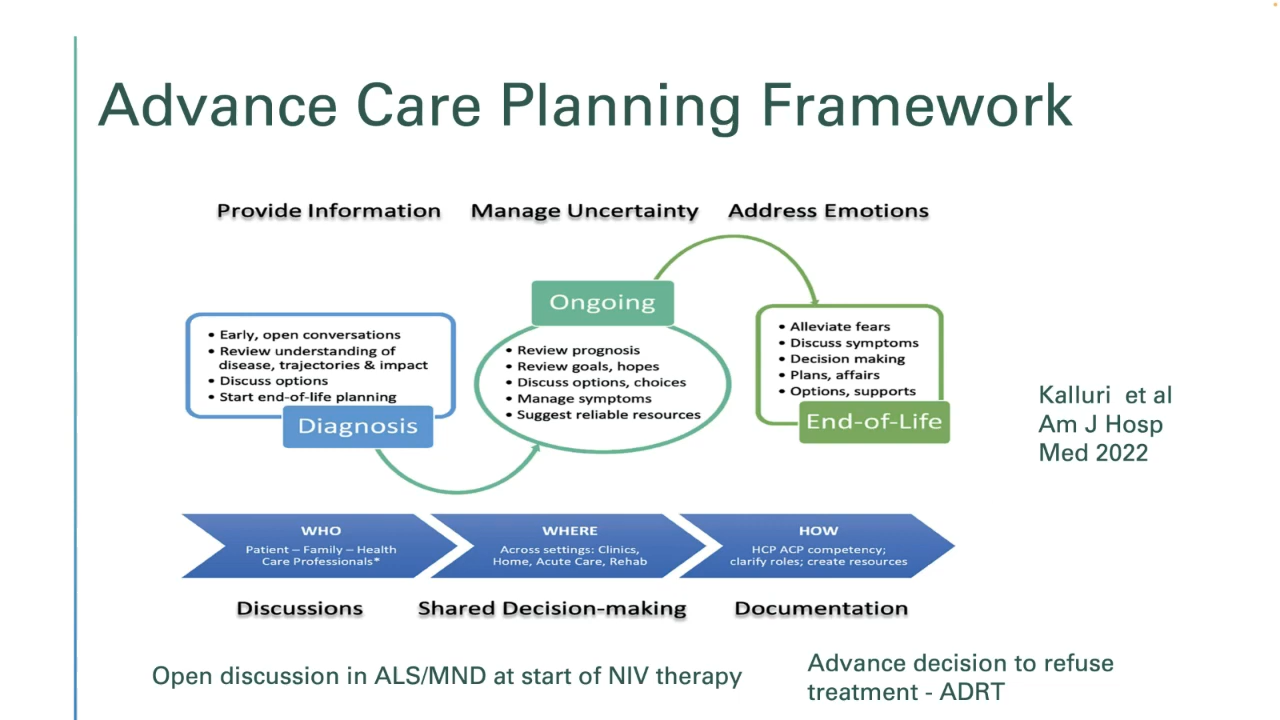 Advance Care Planning Framework
Provide Information
Manage Uncertainty
Address Emotions
• Early, open conversations
• Review understanding of
disease, trajectories & impact
• Discuss options
• Start end-of-life planning
Diagnosis
Ongoing
• Review prognosis
• Review goals, hopes
• Discuss options, choices
• Manage symptoms
• Suggest reliable resources
• Alleviate fears
• Discuss symptoms
• Decision making
• Plans, affairs
• Options, supports
End-of-Life
Kalluri et al
Am J Hosp
Med 2022
WHO
Patient – Family – Health
Care Professionals*
WHERE
Across settings: Clinics,
Home, Acute Care, Rehab
HOW
HCP ACP competency;
clarify roles; create resources
Discussions
Shared Decision-making
Documentation
Open discussion in ALS/MND at start of NIV therapy
Advance decision to refuse
treatment - ADRT